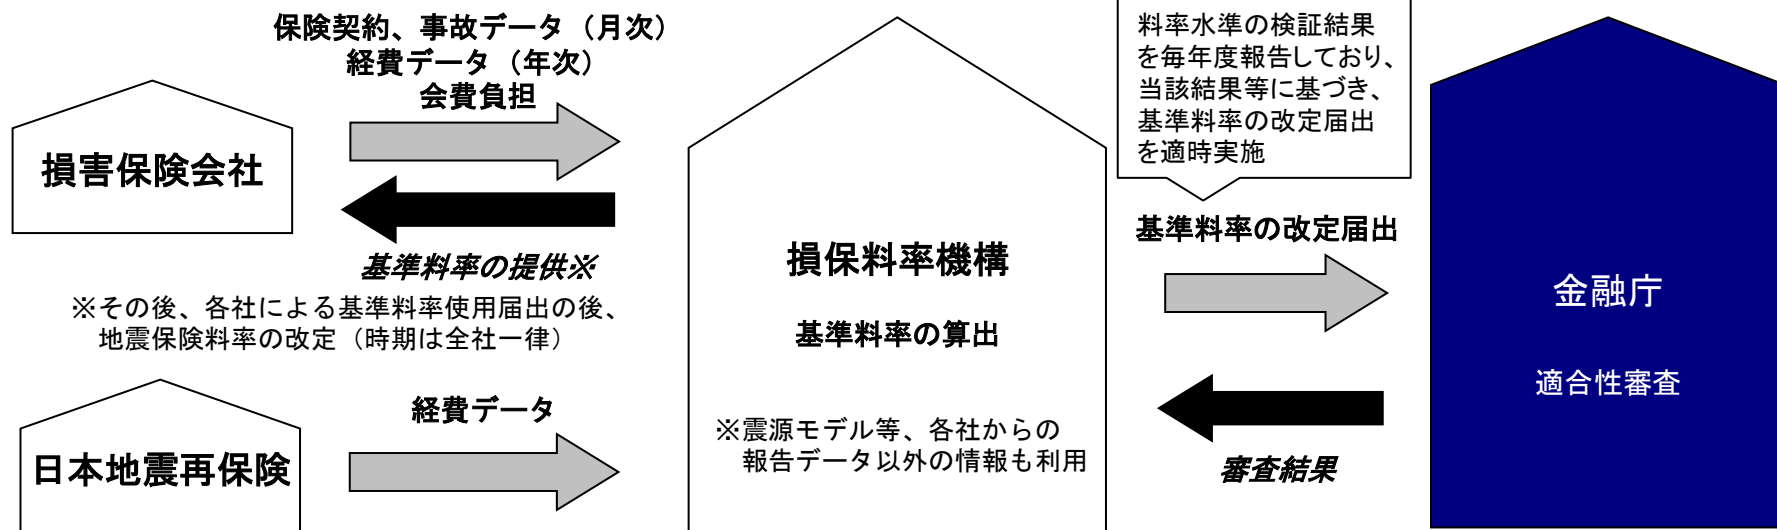 保険契約、事故データ（月次）
経費データ（年次）
会費負担
損害保険会社
基準料率の提供※
※その後、各社による基準料率使用届出の後、
地震保険料率の改定（時期は全社一律）
日本地震再保険
経費データ
損保料率機構
基準料率の算出
※震源モデル等、各社からの
報告データ以外の情報も利用
料率水準の検証結果
を毎年度報告しており、
当該結果等に基づき、
基準料率の改定届出
を適時実施
基準料率の改定届出
審査結果
金融庁
適合性審査